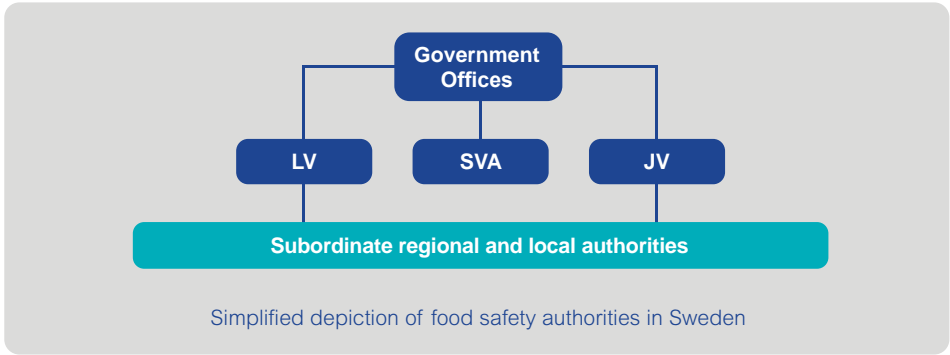 Government
Offices
LV
SVA
JV
Subordinate regional and local authorities
Simplified depiction of food safety authorities in Sweden